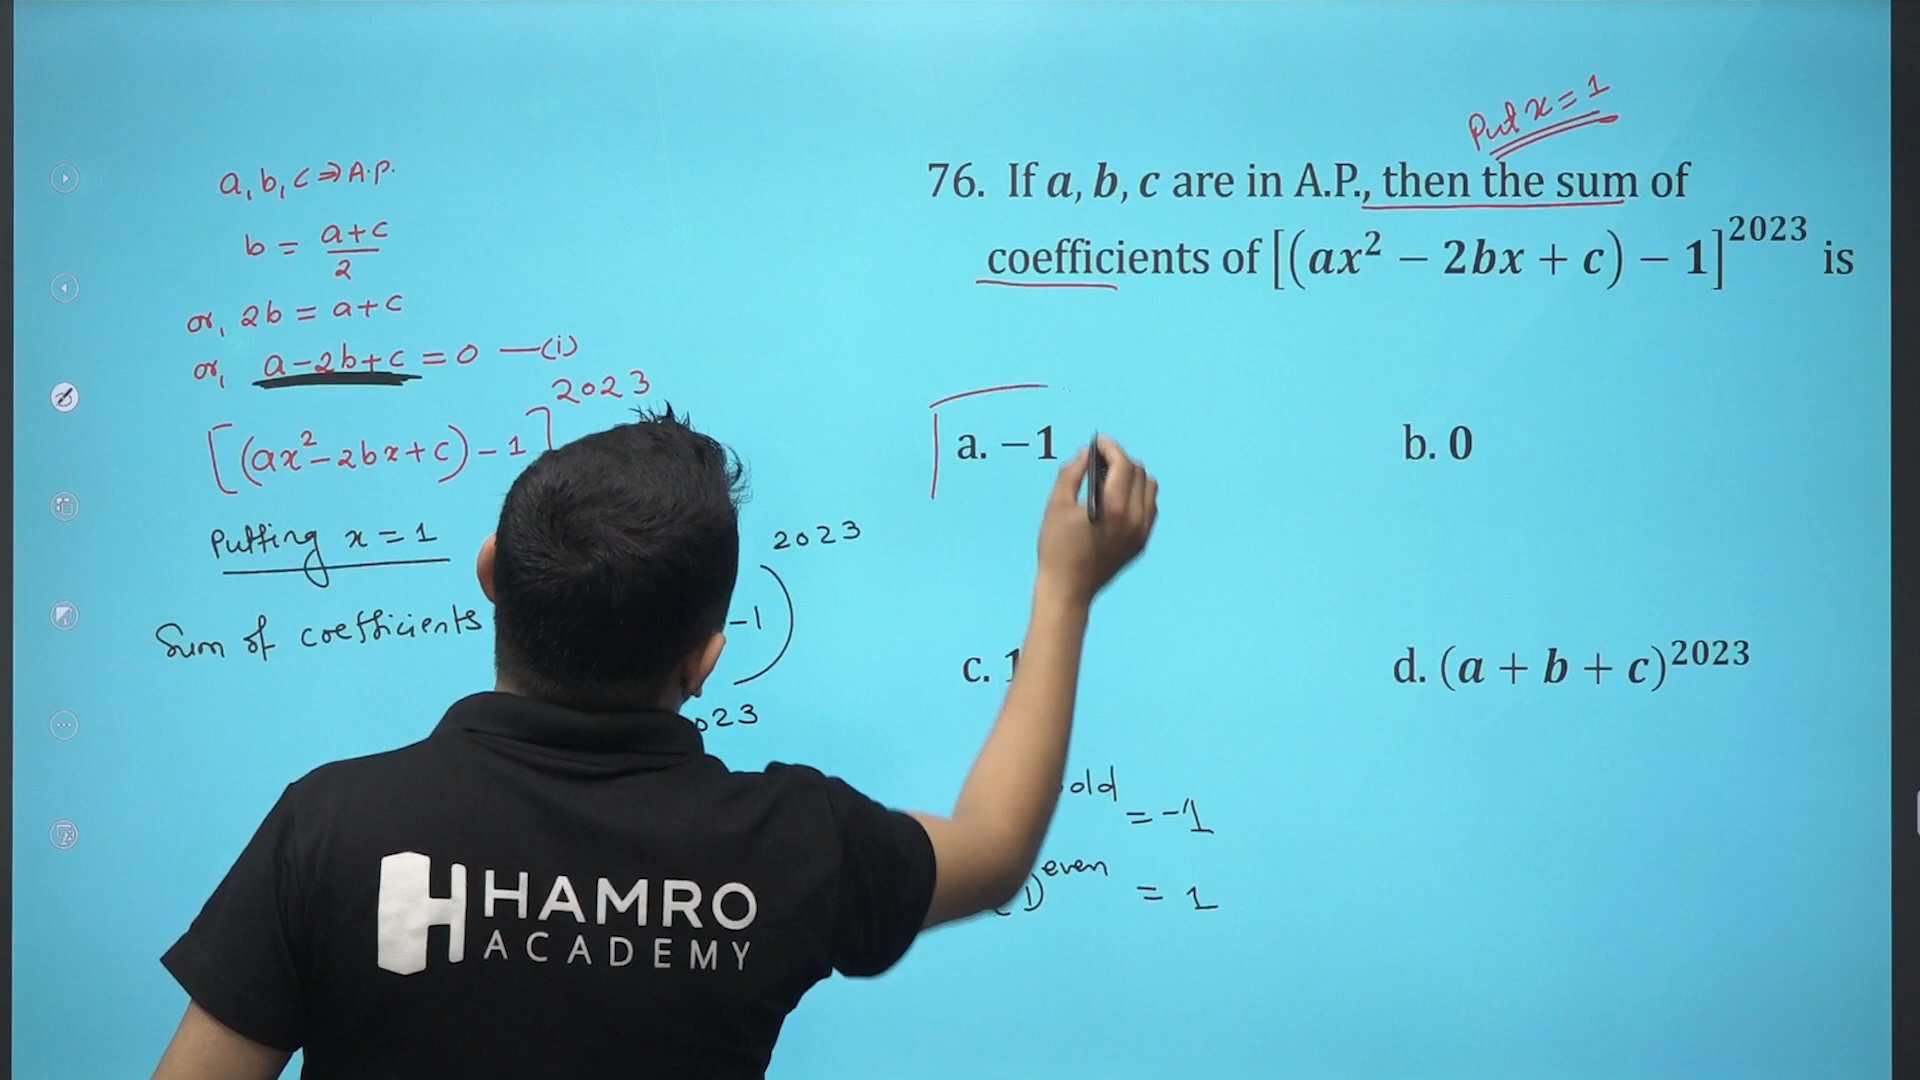 a, b, c ⇒ A.P.
b = a+c/2
or, 2b = a+c
or, a-2b+c = 0 —(i)
[(ax²-2bx+c)-1]²⁰²³
Putting x = 1
Sum of coefficients
-1)²⁰²³
023
Put x = 1
76. If a, b, c are in A.P., then the sum of
coefficients of [(ax² − 2bx + c) − 1]²⁰²³ is
a. −1
b. 0
c. 1
d. (a + b + c)²⁰²³
= -1
even
= 1
HAMRO
ACADEMY